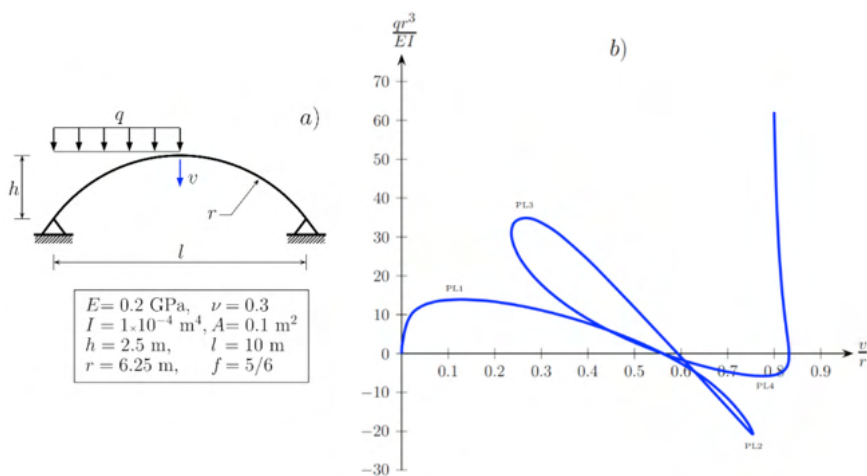 a)
q
v
h
r
l
E= 0.2 GPa, ν = 0.3
I = 1×10⁻⁴ m⁴, A= 0.1 m²
h = 2.5 m, l = 10 m
r = 6.25 m, f = 5/6
b)
qr³
EI
70
60
50
40
30
20
10
0
−10
−20
−30
0.1
0.2
0.3
0.4
0.5
0.6
0.7
0.8
0.9
v
r
PL1
PL3
PL4
PL2